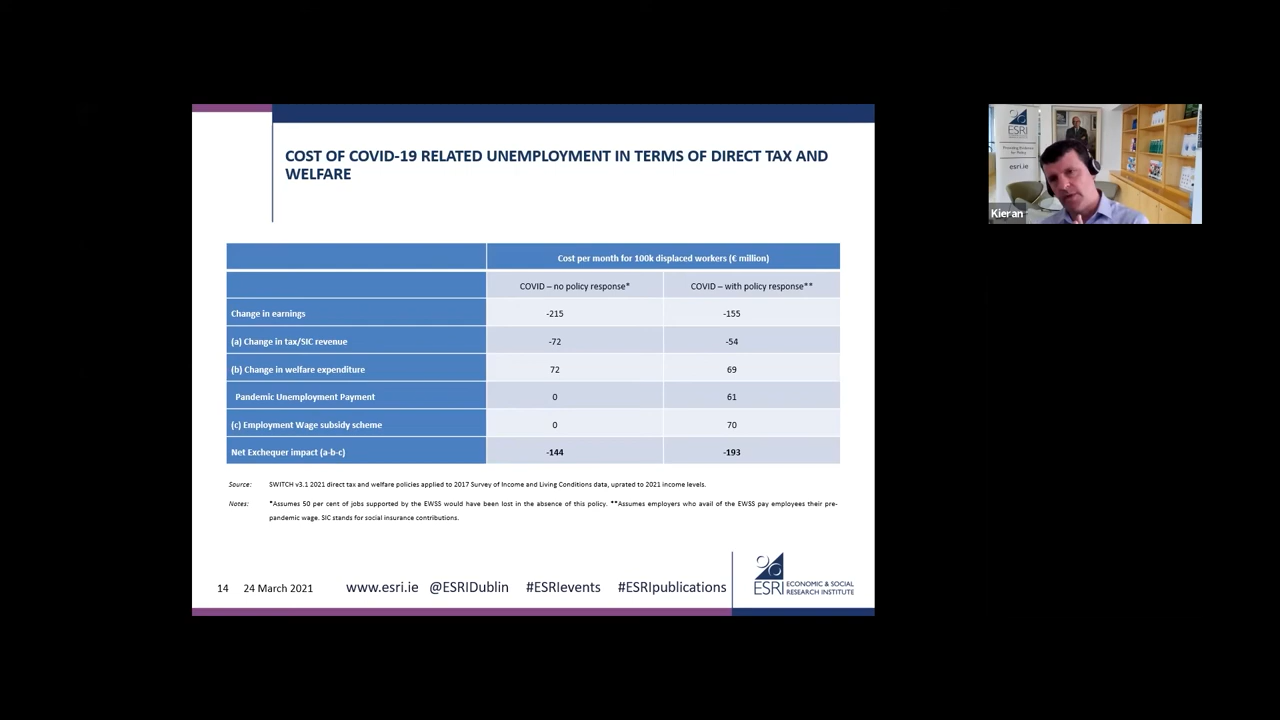 COST OF COVID-19 RELATED UNEMPLOYMENT IN TERMS OF DIRECT TAX AND
WELFARE
Cost per month for 100k displaced workers (€ million)
COVID – no policy response* COVID – with policy response**
Change in earnings -215 -155
(a) Change in tax/SIC revenue -72 -54
(b) Change in welfare expenditure 72 69
Pandemic Unemployment Payment 0 61
(c) Employment Wage subsidy scheme 0 70
Net Exchequer impact (a-b-c) -144 -193
Source: SWITCH v3.1 2021 direct tax and welfare policies applied to 2017 Survey of Income and Living Conditions data, uprated to 2021 income levels.
Notes: *Assumes 50 per cent of jobs supported by the EWSS would have been lost in the absence of this policy. **Assumes employers who avail of the EWSS pay employees their pre-
pandemic wage. SIC stands for social insurance contributions.
14 24 March 2021 www.esri.ie @ESRIDublin #ESRIevents #ESRIpublications
ESRI ECONOMIC & SOCIAL
RESEARCH INSTITUTE
ESRI
esri.ie
Kieran